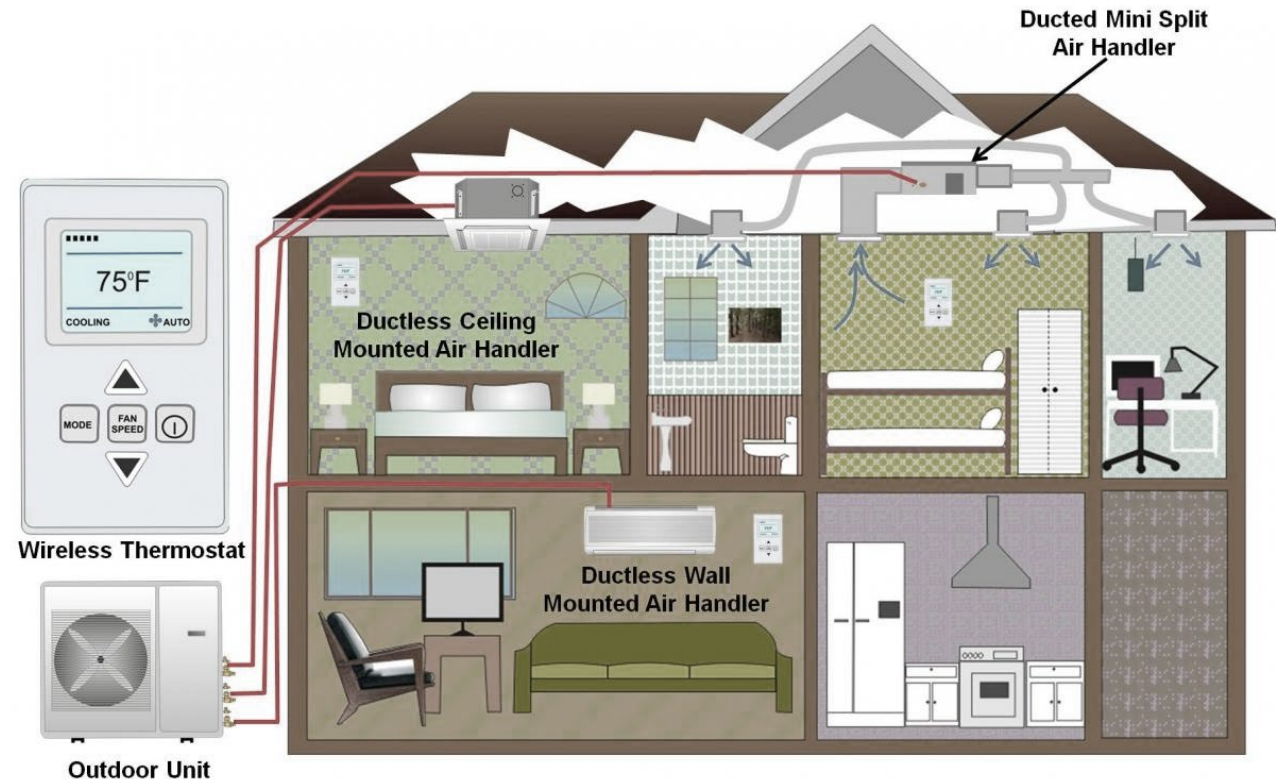 Ducted Mini Split
Air Handler
75°F
COOLING
AUTO
MODE
FAN
SPEED
Wireless Thermostat
Outdoor Unit
Ductless Ceiling
Mounted Air Handler
Ductless Wall
Mounted Air Handler